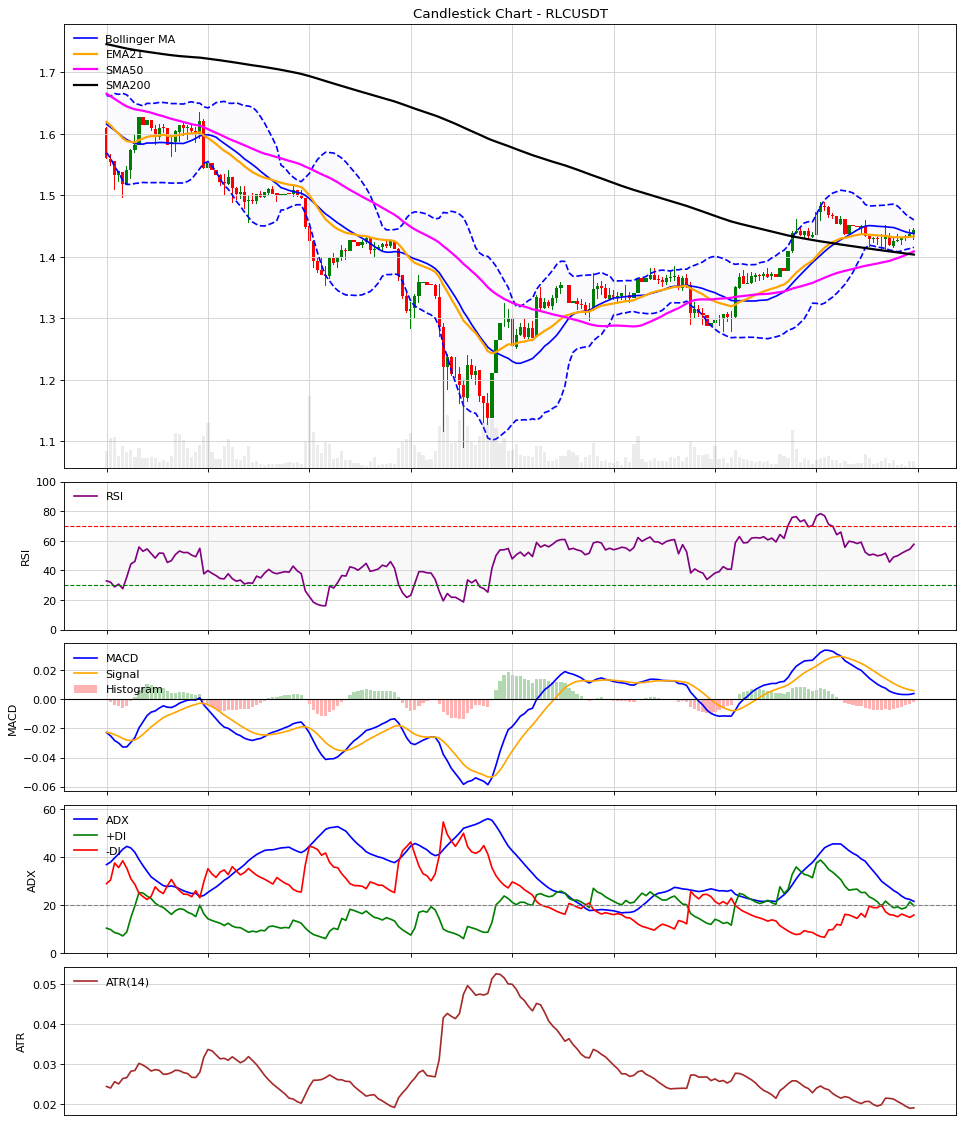 Candlestick Chart - RLCUSDT
Bollinger MA
EMA21
SMA50
SMA200
1.7
1.6
1.5
1.4
1.3
1.2
1.1
RSI
100
80
60
40
20
0
RSI
MACD
Signal
Histogram
0.02
0.00
−0.02
−0.04
−0.06
MACD
ADX
+DI
-DI
60
40
20
0
ADX
ATR(14)
0.05
0.04
0.03
0.02
ATR